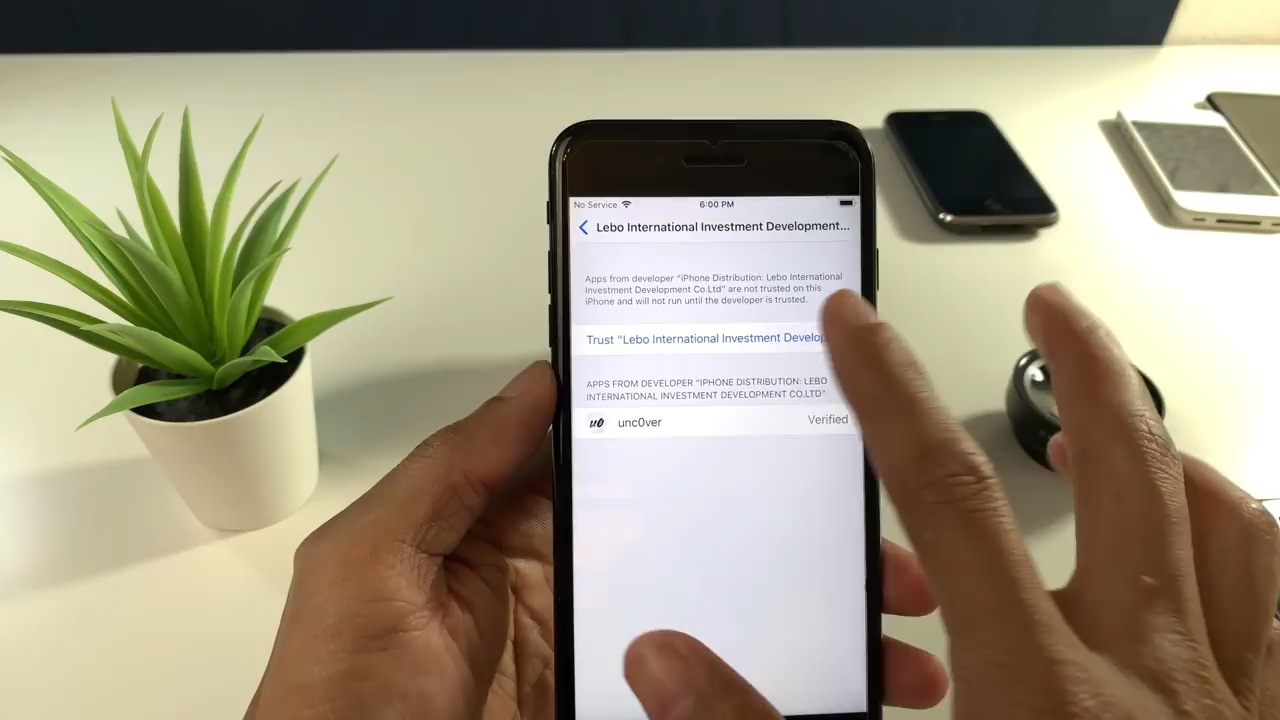 No Service 6:00 PM
Lebo International Investment Development...
Apps from developer "iPhone Distribution: Lebo International
Investment Development Co.Ltd" are not trusted on this
iPhone and will not run until the developer is trusted.
Trust "Lebo International Investment Develop
APPS FROM DEVELOPER "IPHONE DISTRIBUTION: LEBO
INTERNATIONAL INVESTMENT DEVELOPMENT CO.LTD"
u0 unc0ver Verified